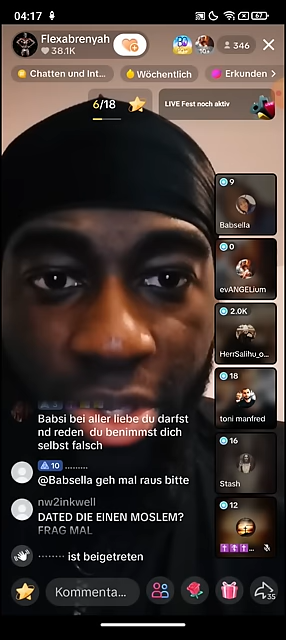 04:17
67
Flexabrenyah
38.1K
10+
346
Chatten und Int...
Wöchentlich
Erkunden
6/18
LIVE Fest noch aktiv
9
Babsella
0
evANGELium
2.0K
HerrSalihu_o...
18
toni manfred
16
Stash
12
Babsi bei aller liebe du darfst
nd reden du benimmst dich
selbst falsch
10 .........
@Babsella geh mal raus bitte
nw2inkwell
DATED DIE EINEN MOSLEM?
FRAG MAL
........ ist beigetreten
Kommenta...
35